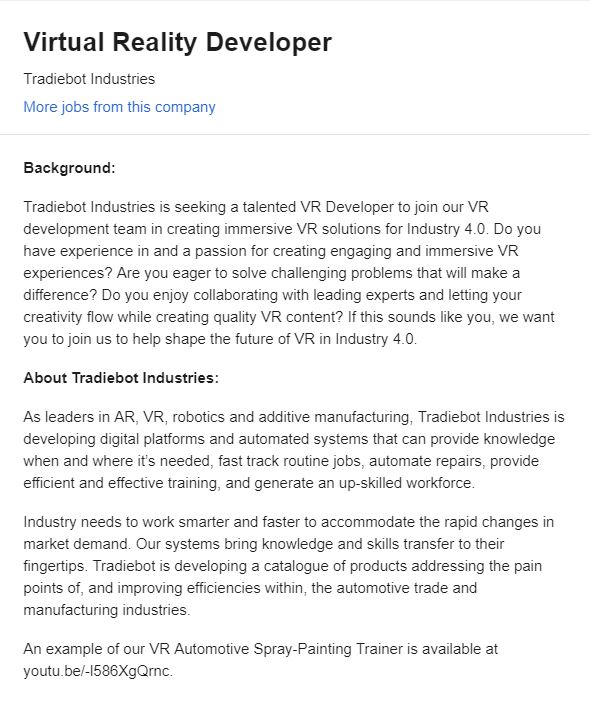 Virtual Reality Developer
Tradiebot Industries
More jobs from this company
Background:
Tradiebot Industries is seeking a talented VR Developer to join our VR
development team in creating immersive VR solutions for Industry 4.0. Do you
have experience in and a passion for creating engaging and immersive VR
experiences? Are you eager to solve challenging problems that will make a
difference? Do you enjoy collaborating with leading experts and letting your
creativity flow while creating quality VR content? If this sounds like you, we want
you to join us to help shape the future of VR in Industry 4.0.
About Tradiebot Industries:
As leaders in AR, VR, robotics and additive manufacturing, Tradiebot Industries is
developing digital platforms and automated systems that can provide knowledge
when and where it’s needed, fast track routine jobs, automate repairs, provide
efficient and effective training, and generate an up-skilled workforce.
Industry needs to work smarter and faster to accommodate the rapid changes in
market demand. Our systems bring knowledge and skills transfer to their
fingertips. Tradiebot is developing a catalogue of products addressing the pain
points of, and improving efficiencies within, the automotive trade and
manufacturing industries.
An example of our VR Automotive Spray-Painting Trainer is available at
youtu.be/-I586XgQrnc.